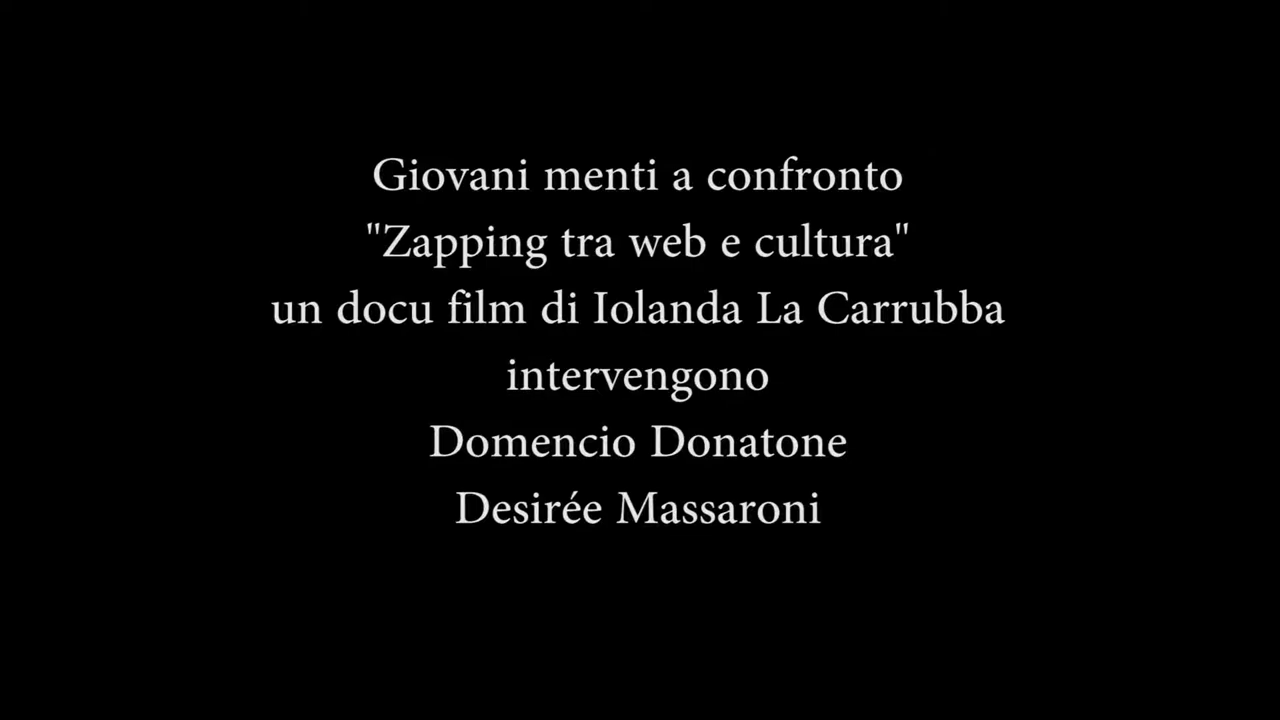 Giovani menti a confronto
"Zapping tra web e cultura"
un docu film di Iolanda La Carrubba
intervengono
Domencio Donatone
Desirée Massaroni